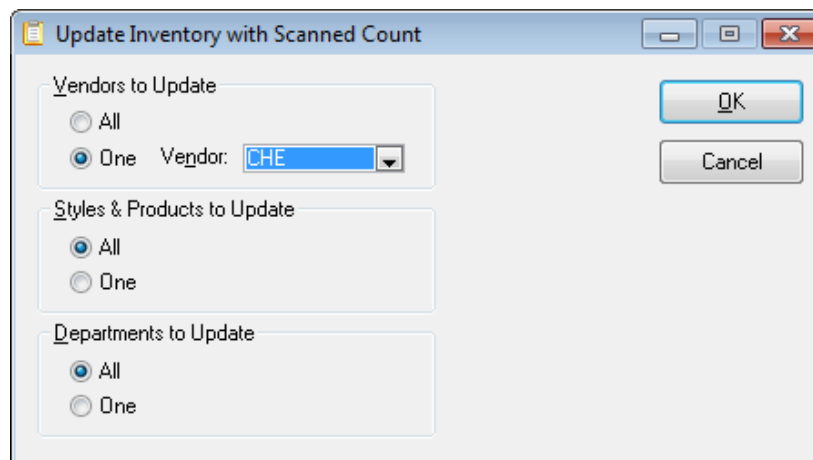 Update Inventory with Scanned Count
Vendors to Update
All
One Vendor: CHE
OK
Cancel
Styles & Products to Update
All
One
Departments to Update
All
One